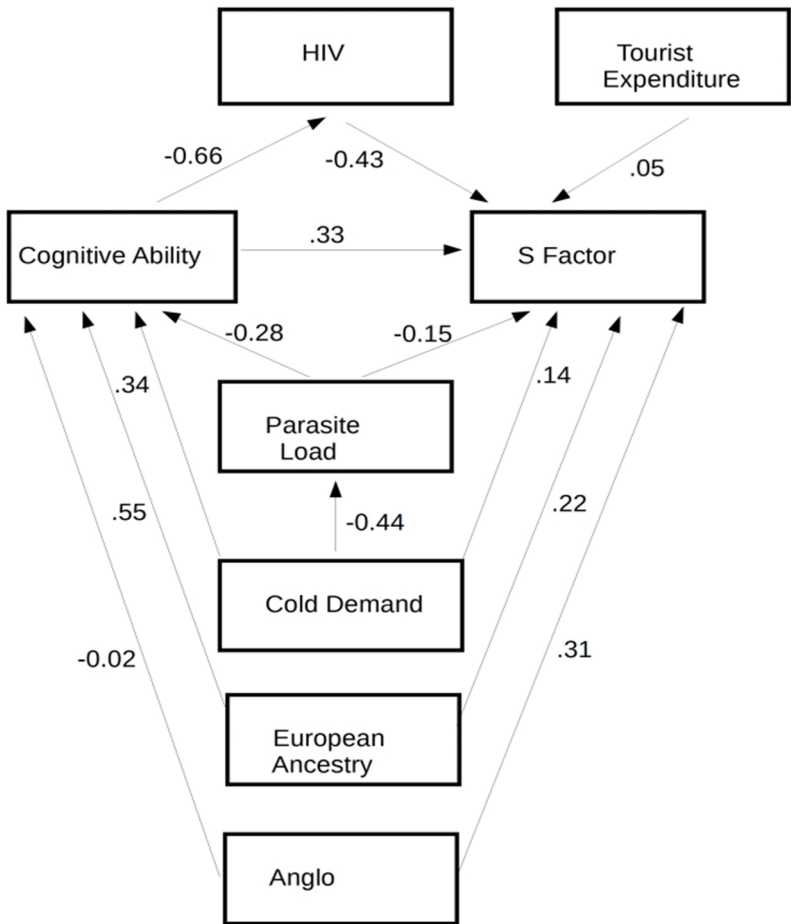 HIV
Tourist
Expenditure
-0.66
-0.43
.05
Cognitive Ability
.33
S Factor
-0.28
-0.15
.34
.14
Parasite
Load
.55
-0.44
.22
Cold Demand
-0.02
.31
European
Ancestry
Anglo